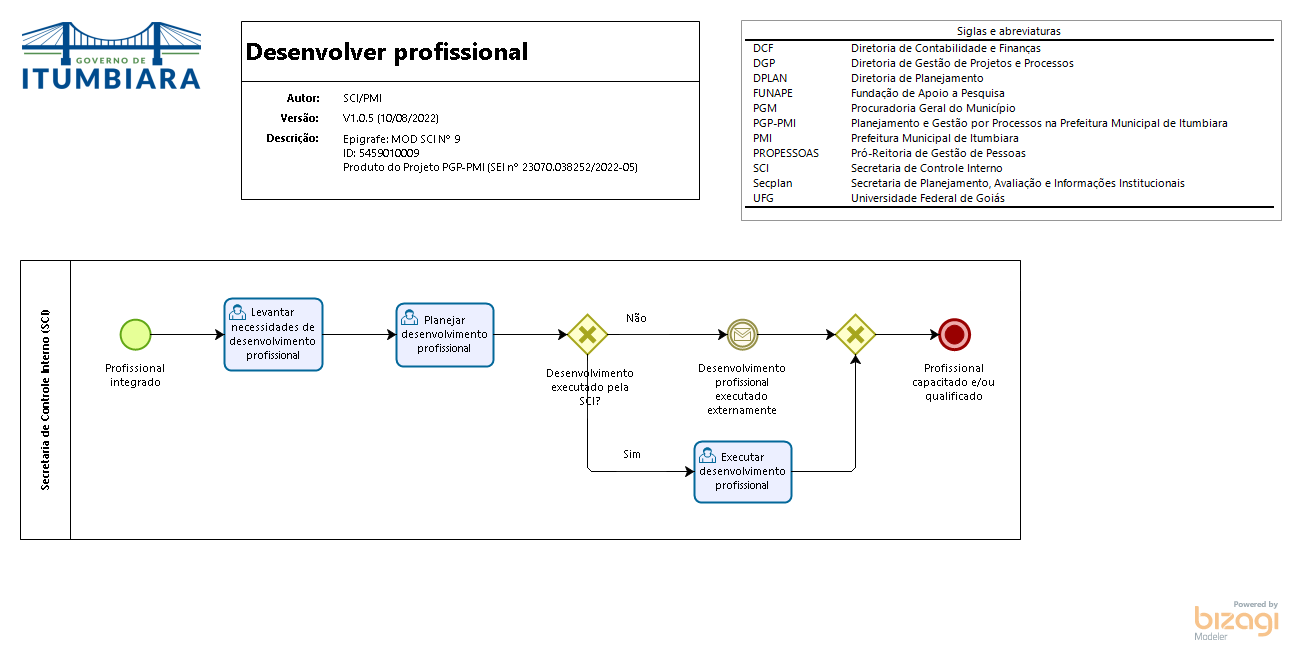 GOVERNO DE
ITUMBIARA
Desenvolver profissional
Autor: SCI/PMI
Versão: V1.0.5 (10/08/2022)
Descrição: Epigrafe: MOD SCI Nº 9
ID: 5459010009
Produto do Projeto PGP-PMI (SEI nº 23070.038252/2022-05)
Siglas e abreviaturas
DCF Diretoria de Contabilidade e Finanças
DGP Diretoria de Gestão de Projetos e Processos
DPLAN Diretoria de Planejamento
FUNAPE Fundação de Apoio a Pesquisa
PGM Procuradoria Geral do Município
PGP-PMI Planejamento e Gestão por Processos na Prefeitura Municipal de Itumbiara
PMI Prefeitura Municipal de Itumbiara
PROPESSOAS Pró-Reitoria de Gestão de Pessoas
SCI Secretaria de Controle Interno
Secplan Secretaria de Planejamento, Avaliação e Informações Institucionais
UFG Universidade Federal de Goiás
Secretaria de Controle Interno (SCI)
Profissional
integrado
Levantar
necessidades de
desenvolvimento
profissional
Planejar
desenvolvimento
profissional
Desenvolvimento
executado pela
SCI?
Não
Desenvolvimento
profissional
executado
externamente
Sim
Executar
desenvolvimento
profissional
Profissional
capacitado e/ou
qualificado
Powered by
bizagi
Modeler